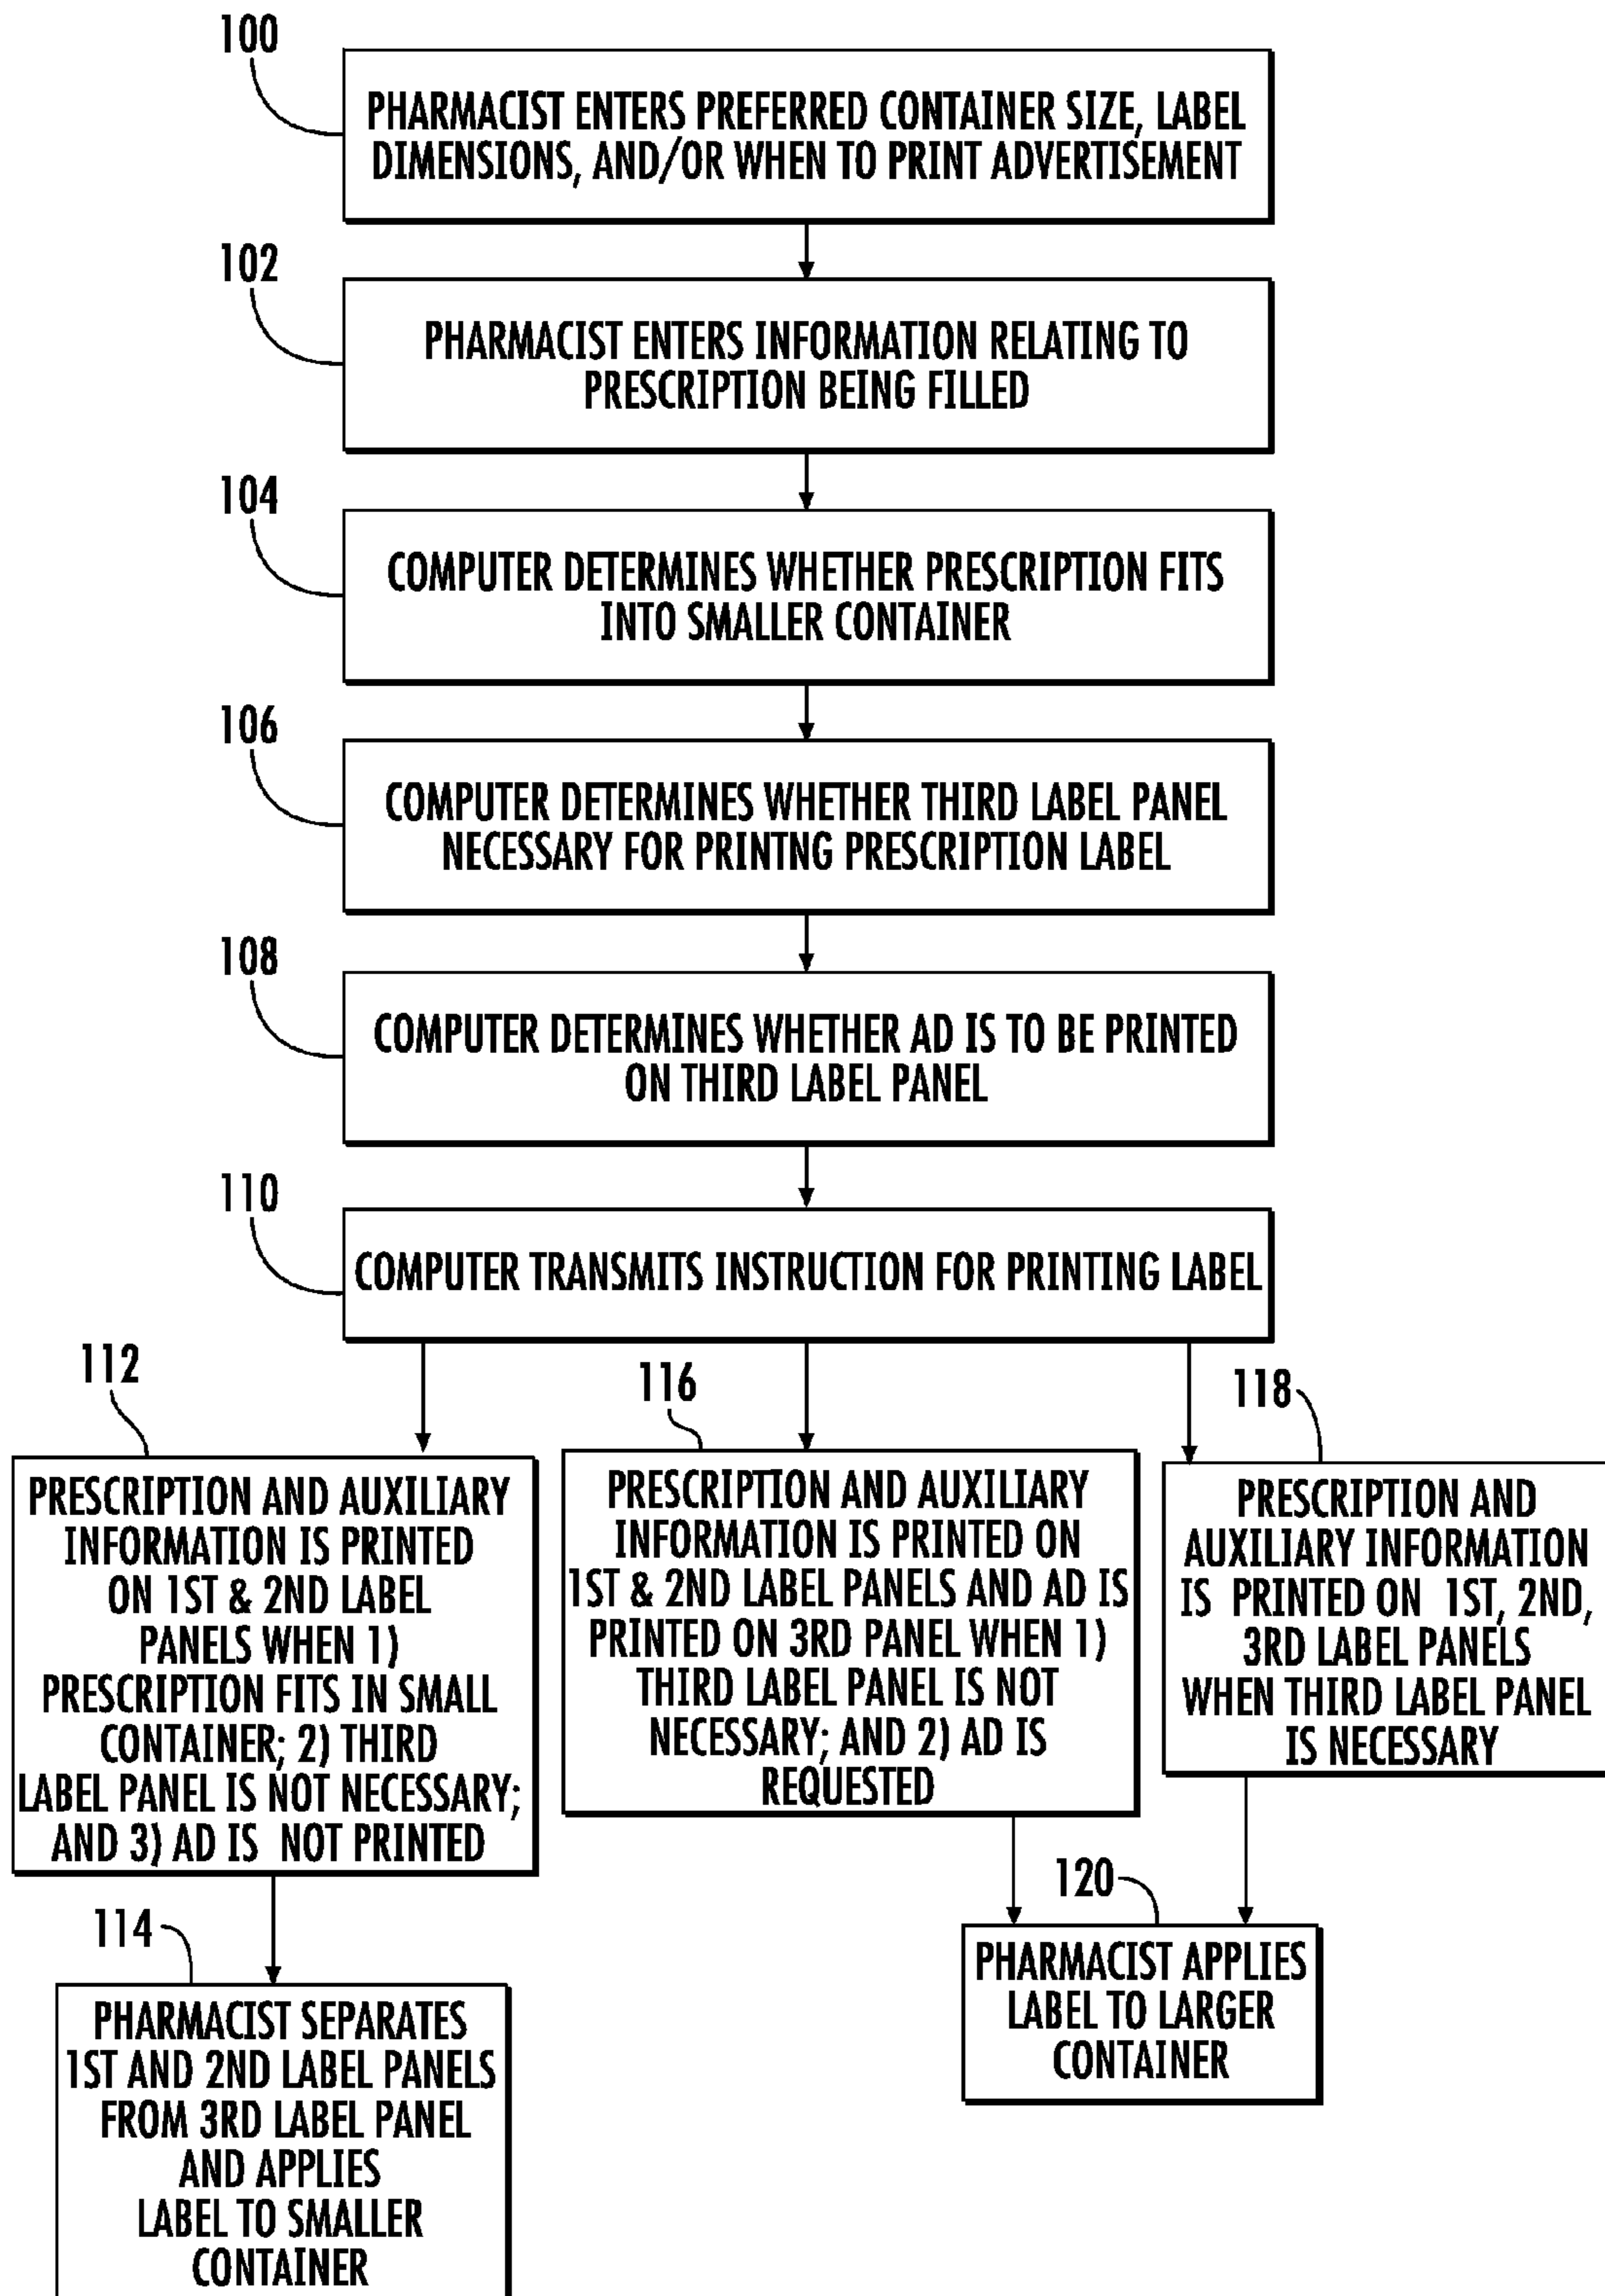 100
PHARMACIST ENTERS PREFERRED CONTAINER SIZE, LABEL
DIMENSIONS, AND/OR WHEN TO PRINT ADVERTISEMENT
102
PHARMACIST ENTERS INFORMATION RELATING TO
PRESCRIPTION BEING FILLED
104
COMPUTER DETERMINES WHETHER PRESCRIPTION FITS
INTO SMALLER CONTAINER
106
COMPUTER DETERMINES WHETHER THIRD LABEL PANEL
NECESSARY FOR PRINTNG PRESCRIPTION LABEL
108
COMPUTER DETERMINES WHETHER AD IS TO BE PRINTED
ON THIRD LABEL PANEL
110
COMPUTER TRANSMITS INSTRUCTION FOR PRINTING LABEL
112
PRESCRIPTION AND AUXILIARY
INFORMATION IS PRINTED
ON 1ST & 2ND LABEL
PANELS WHEN 1)
PRESCRIPTION FITS IN SMALL
CONTAINER; 2) THIRD
LABEL PANEL IS NOT NECESSARY;
AND 3) AD IS NOT PRINTED
114
PHARMACIST SEPARATES
1ST AND 2ND LABEL PANELS
FROM 3RD LABEL PANEL
AND APPLIES
LABEL TO SMALLER
CONTAINER
116
PRESCRIPTION AND AUXILIARY
INFORMATION IS PRINTED ON
1ST & 2ND LABEL PANELS AND AD IS
PRINTED ON 3RD PANEL WHEN 1)
THIRD LABEL PANEL IS NOT
NECESSARY; AND 2) AD IS
REQUESTED
118
PRESCRIPTION AND
AUXILIARY INFORMATION
IS PRINTED ON 1ST, 2ND,
3RD LABEL PANELS
WHEN THIRD LABEL PANEL
IS NECESSARY
120
PHARMACIST APPLIES
LABEL TO LARGER
CONTAINER